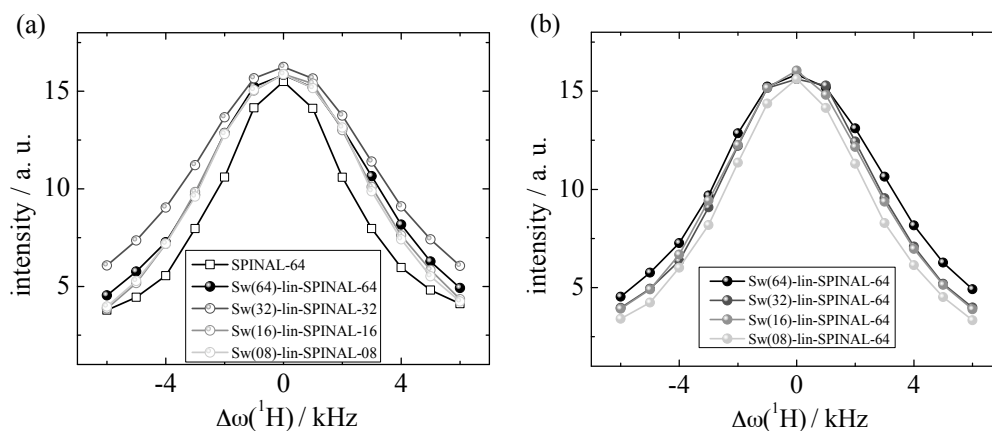 (a)
15
10
5
intensity / a. u.
SPINAL-64
Sw(64)-lin-SPINAL-64
Sw(32)-lin-SPINAL-32
Sw(16)-lin-SPINAL-16
Sw(08)-lin-SPINAL-08
-4 0 4
Δω(¹H) / kHz
(b)
15
10
5
intensity / a. u.
Sw(64)-lin-SPINAL-64
Sw(32)-lin-SPINAL-64
Sw(16)-lin-SPINAL-64
Sw(08)-lin-SPINAL-64
-4 0 4
Δω(¹H) / kHz